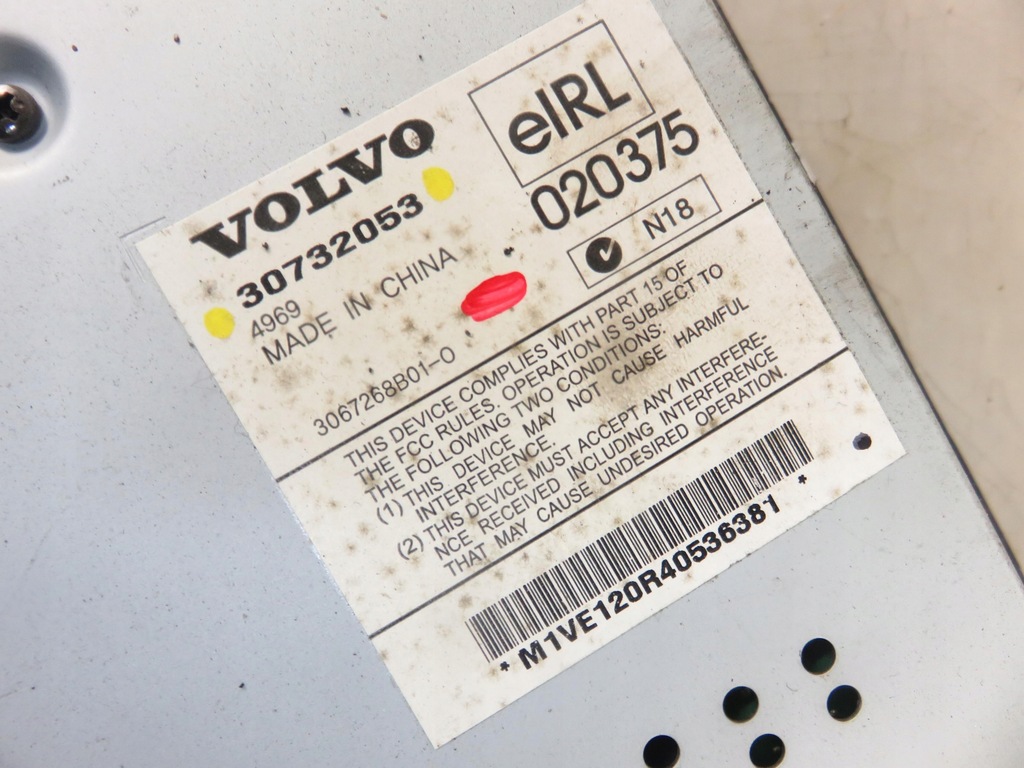 VOLVO
30732053
4969
MADE IN CHINA
3067268B01-0
eIRL
020375
N18
THIS DEVICE COMPLIES WITH PART 15 OF
THE FCC RULES. OPERATION IS SUBJECT TO
THE FOLLOWING TWO CONDITIONS:
(1) THIS DEVICE MAY NOT CAUSE HARMFUL
INTERFERENCE.
(2) THIS DEVICE MUST ACCEPT ANY INTERFERE-
NCE RECEIVED INCLUDING INTERFERENCE
THAT MAY CAUSE UNDESIRED OPERATION.
* M1VE120R40536381 *